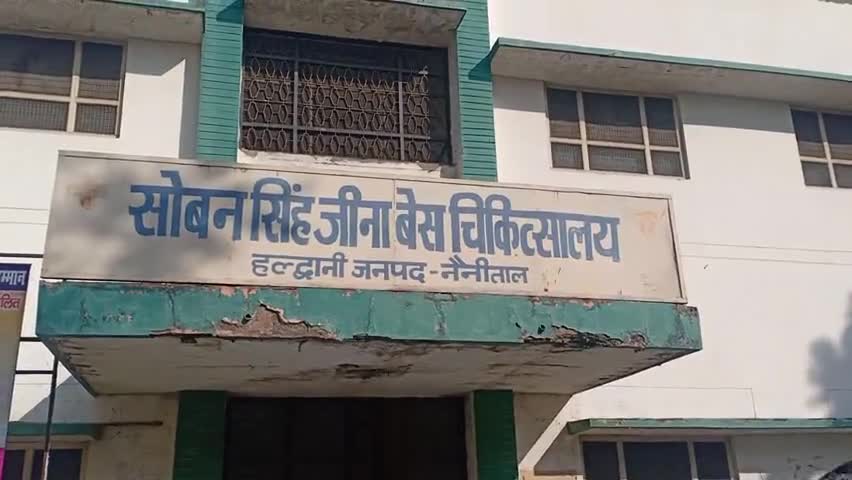 सोबन सिंह जीना बेस चिकित्सालय
हल्द्वानी जनपद - नैनीताल